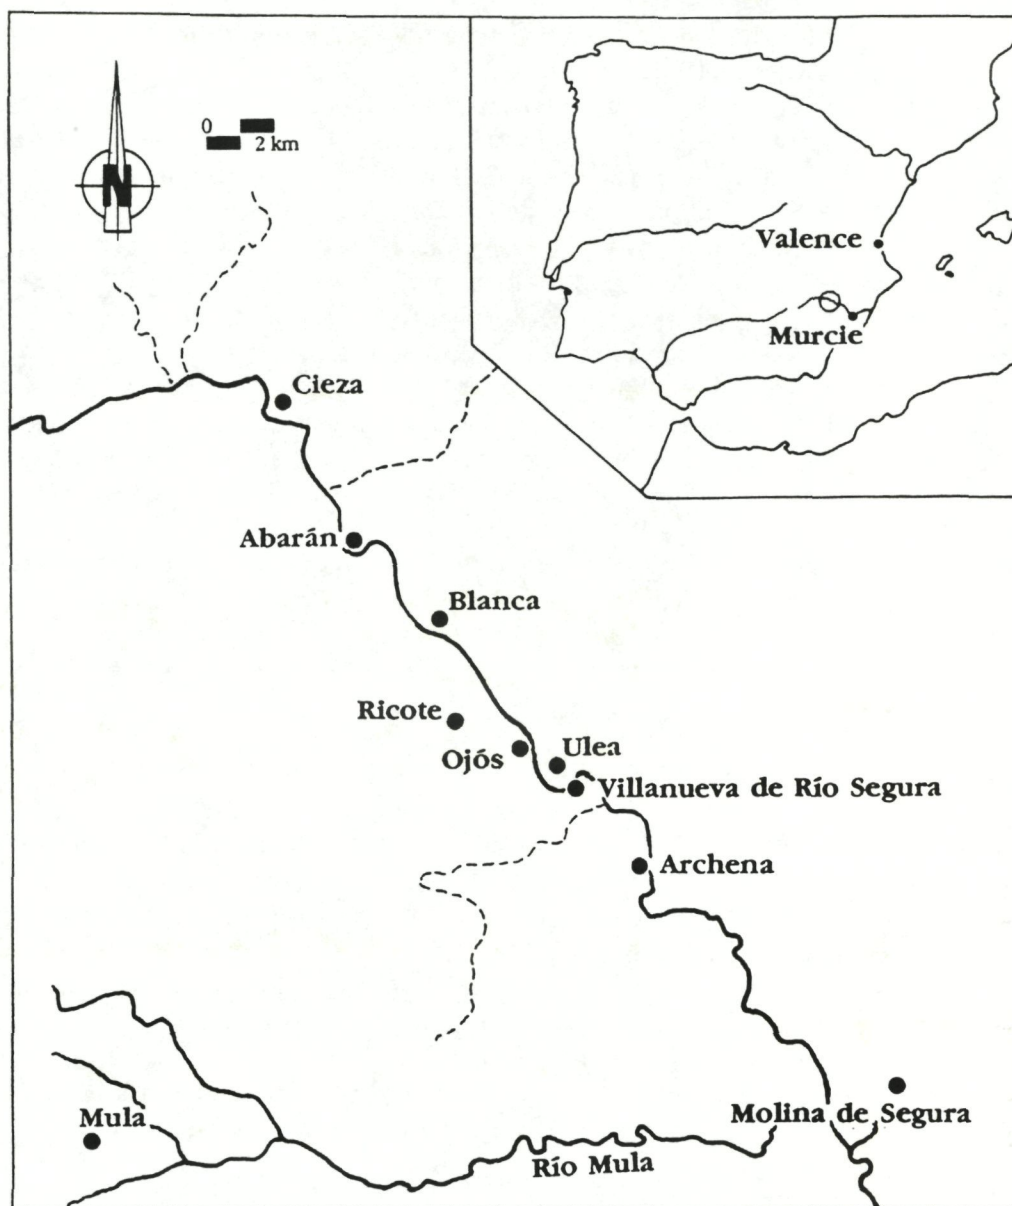 N
0
2 km
Valence
Murcie
Cieza
Abarán
Blanca
Ricote
Ojós
Ulea
Villanueva de Río Segura
Archena
Mula
Molina de Segura
Río Mula